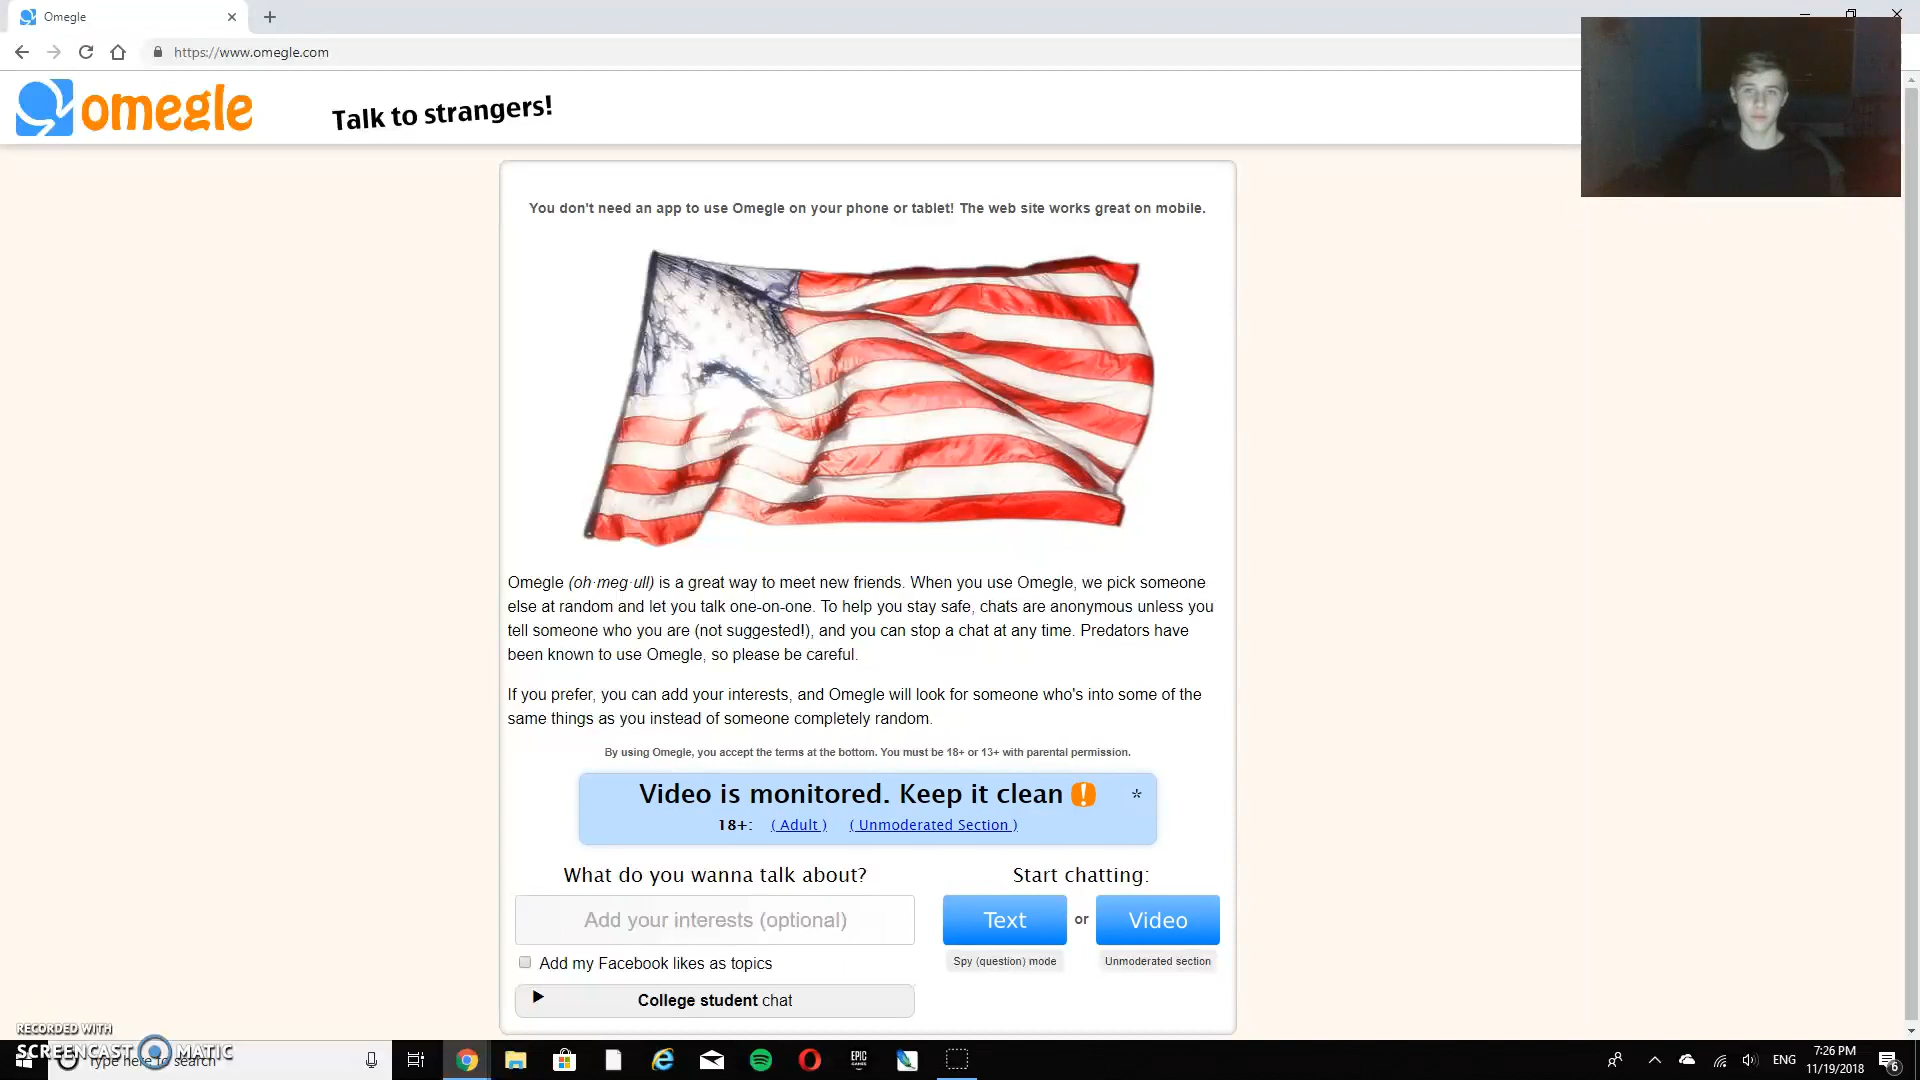 Omegle
https://www.omegle.com
omegle
Talk to strangers!
You don't need an app to use Omegle on your phone or tablet! The web site works great on mobile.
Omegle (oh·meg·ull) is a great way to meet new friends. When you use Omegle, we pick someone
else at random and let you talk one-on-one. To help you stay safe, chats are anonymous unless you
tell someone who you are (not suggested!), and you can stop a chat at any time. Predators have
been known to use Omegle, so please be careful.
If you prefer, you can add your interests, and Omegle will look for someone who's into some of the
same things as you instead of someone completely random.
By using Omegle, you accept the terms at the bottom. You must be 18+ or 13+ with parental permission.
Video is monitored. Keep it clean ! *
18+: ( Adult ) ( Unmoderated Section )
What do you wanna talk about?
Start chatting:
Add your interests (optional)
Text or Video
Spy (question) mode
Unmoderated section
Add my Facebook likes as topics
College student chat
RECORDED WITH
SCREENCAST MATIC
Type here to search
EPIC
GAMES
ENG
7:26 PM
11/19/2018
6